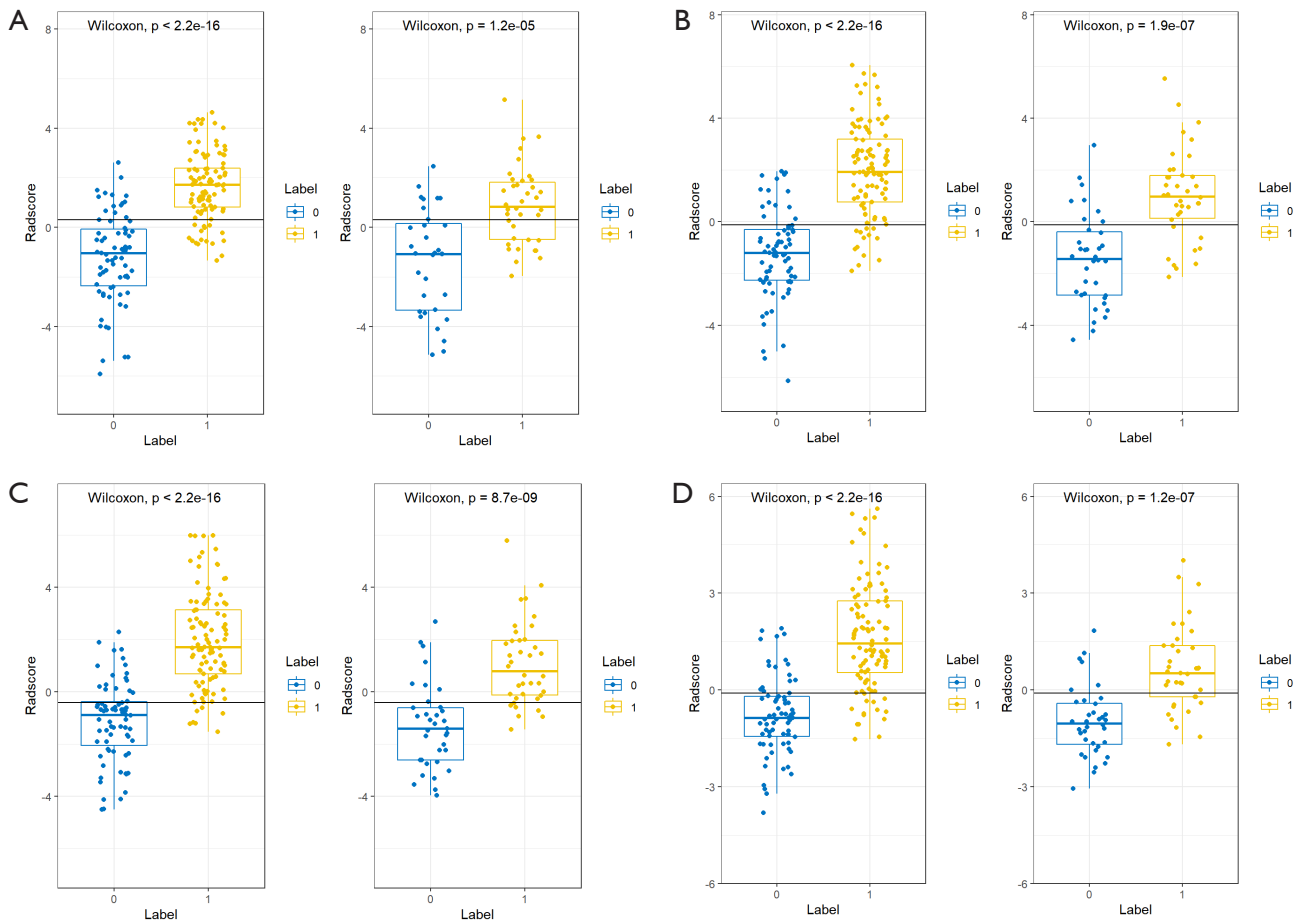 A
Wilcoxon, p < 2.2e-16
8
4
0
-4
Radscore
0
1
Label
Label
0
1
Wilcoxon, p = 1.2e-05
8
4
0
-4
Radscore
0
1
Label
Label
0
1
B
Wilcoxon, p < 2.2e-16
8
4
0
-4
Radscore
0
1
Label
Label
0
1
Wilcoxon, p = 1.9e-07
8
4
0
-4
Radscore
0
1
Label
Label
0
1
C
Wilcoxon, p < 2.2e-16
4
0
-4
Radscore
0
1
Label
Label
0
1
Wilcoxon, p = 8.7e-09
4
0
-4
Radscore
0
1
Label
Label
0
1
D
Wilcoxon, p < 2.2e-16
6
3
0
-3
-6
Radscore
0
1
Label
Label
0
1
Wilcoxon, p = 1.2e-07
6
3
0
-3
-6
Radscore
0
1
Label
Label
0
1